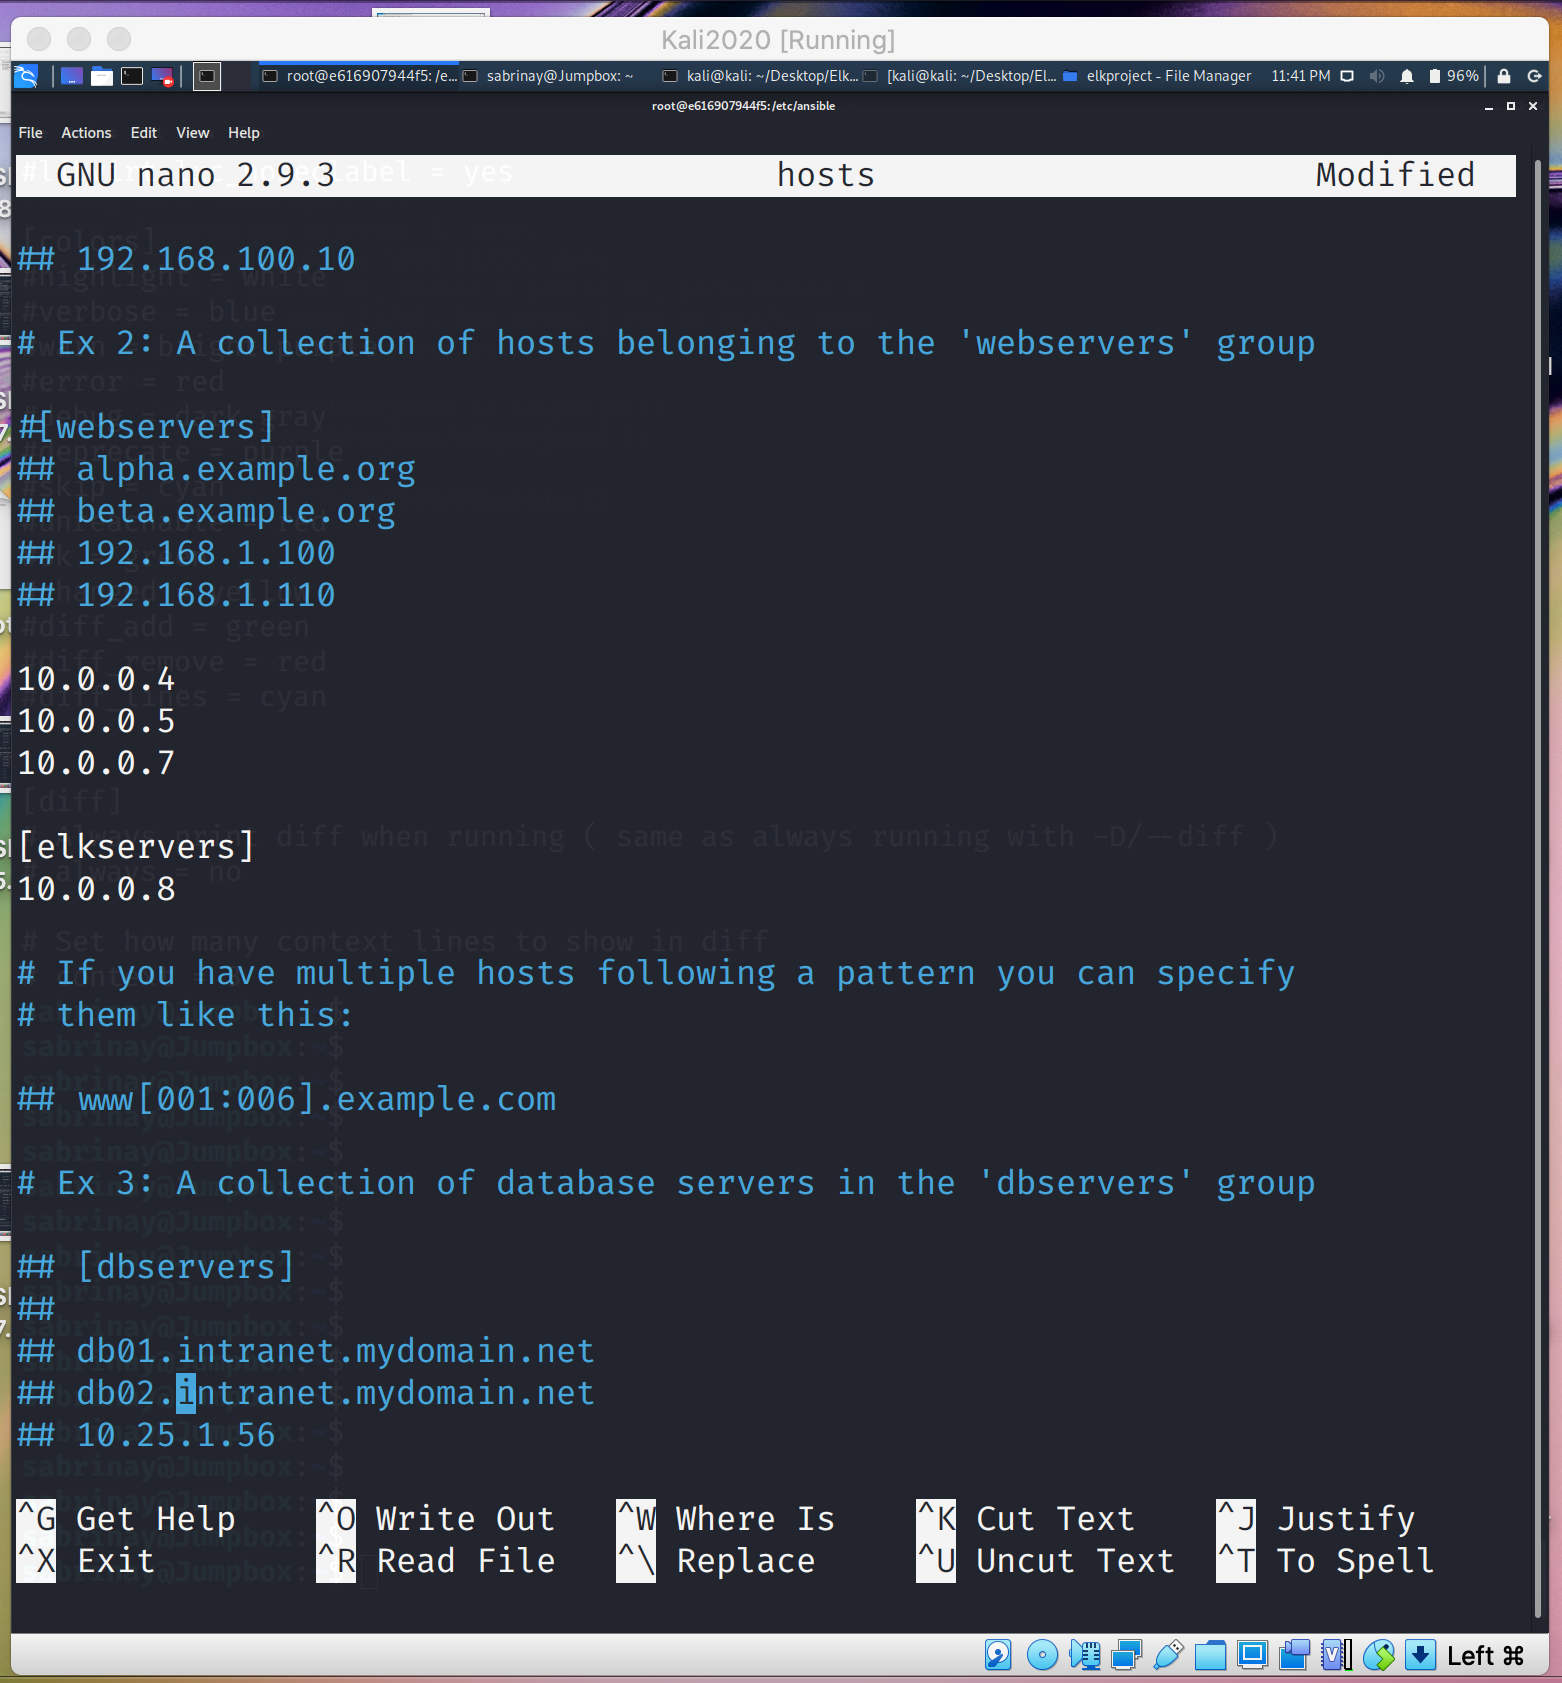 Kali2020 [Running]
root@e616907944f5: /e...
sabrinay@Jumpbox: ~
kali@kali: ~/Desktop/Elk...
[kali@kali: ~/Desktop/El...
elkproject - File Manager
11:41 PM
96%
root@e616907944f5: /etc/ansible
File Actions Edit View Help
GNU nano 2.9.3 hosts Modified
## 192.168.100.10
# Ex 2: A collection of hosts belonging to the 'webservers' group
#[webservers]
## alpha.example.org
## beta.example.org
## 192.168.1.100
## 192.168.1.110
10.0.0.4
10.0.0.5
10.0.0.7
[elkservers]
10.0.0.8
# If you have multiple hosts following a pattern you can specify
# them like this:
## www[001:006].example.com
# Ex 3: A collection of database servers in the 'dbservers' group
## [dbservers]
##
## db01.intranet.mydomain.net
## db02.intranet.mydomain.net
## 10.25.1.56
^G Get Help ^O Write Out ^W Where Is ^K Cut Text ^J Justify
^X Exit ^R Read File ^\ Replace ^U Uncut Text ^T To Spell
Left ⌘